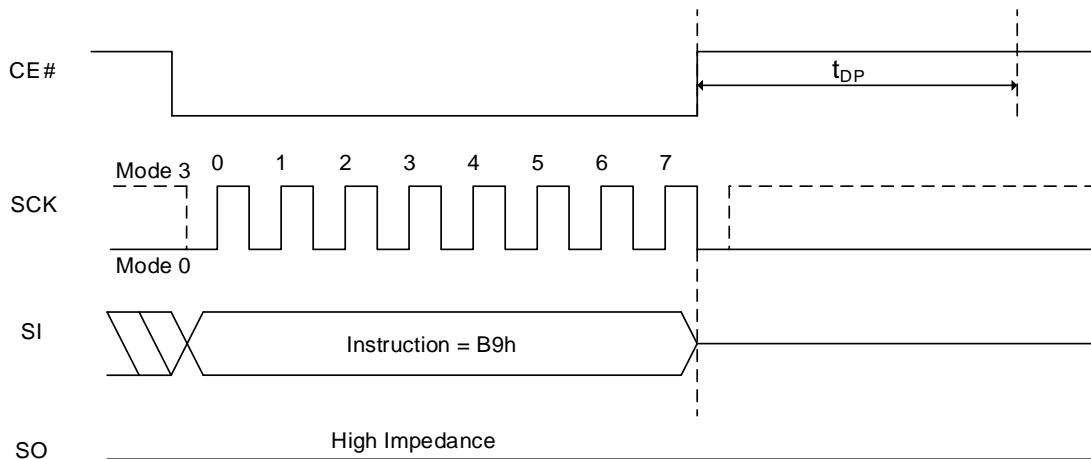 CE#
tDP
Mode 3
0 1 2 3 4 5 6 7
SCK
Mode 0
SI
Instruction = B9h
High Impedance
SO